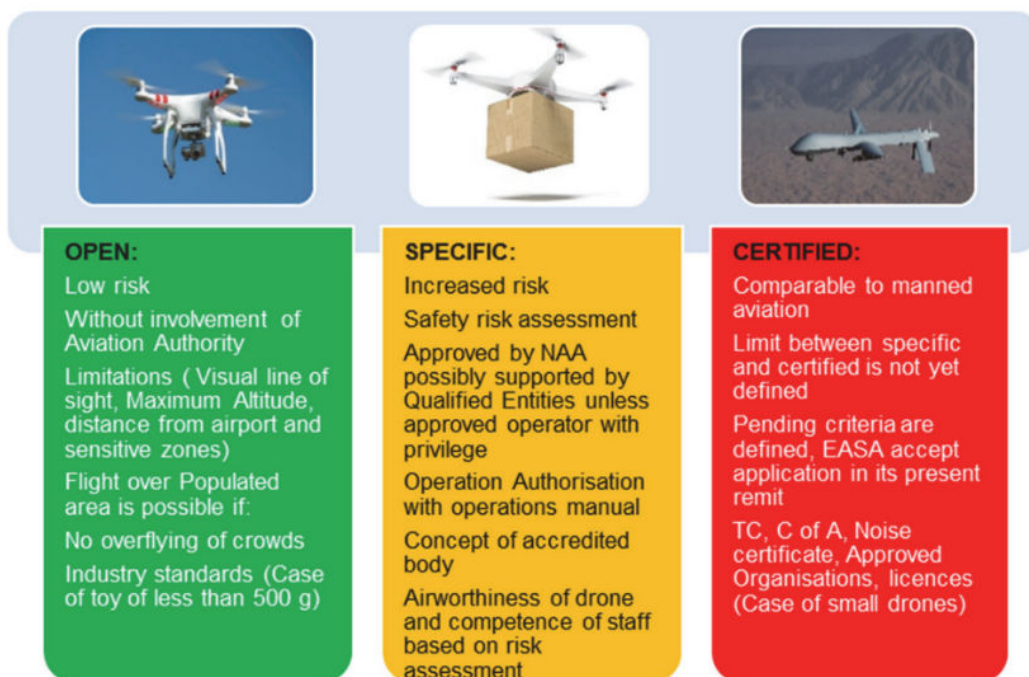 OPEN:
Low risk
Without involvement of
Aviation Authority
Limitations ( Visual line of
sight, Maximum Altitude,
distance from airport and
sensitive zones)
Flight over Populated
area is possible if:
No overflying of crowds
Industry standards (Case
of toy of less than 500 g)
SPECIFIC:
Increased risk
Safety risk assessment
Approved by NAA
possibly supported by
Qualified Entities unless
approved operator with
privilege
Operation Authorisation
with operations manual
Concept of accredited
body
Airworthiness of drone
and competence of staff
based on risk
assessment
CERTIFIED:
Comparable to manned
aviation
Limit between specific
and certified is not yet
defined
Pending criteria are
defined, EASA accept
application in its present
remit
TC, C of A, Noise
certificate, Approved
Organisations, licences
(Case of small drones)